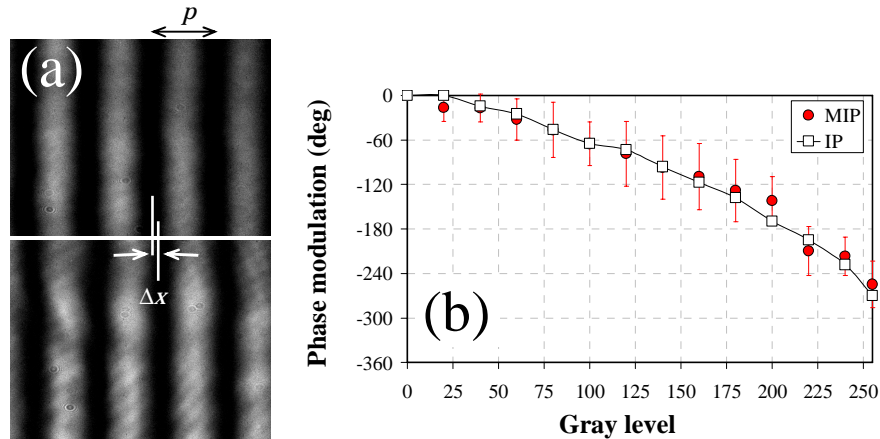 p
(a)
Δx
Phase modulation (deg)
0
-60
-120
-180
-240
-300
-360
MIP
IP
(b)
0 25 50 75 100 125 150 175 200 225 250
Gray level